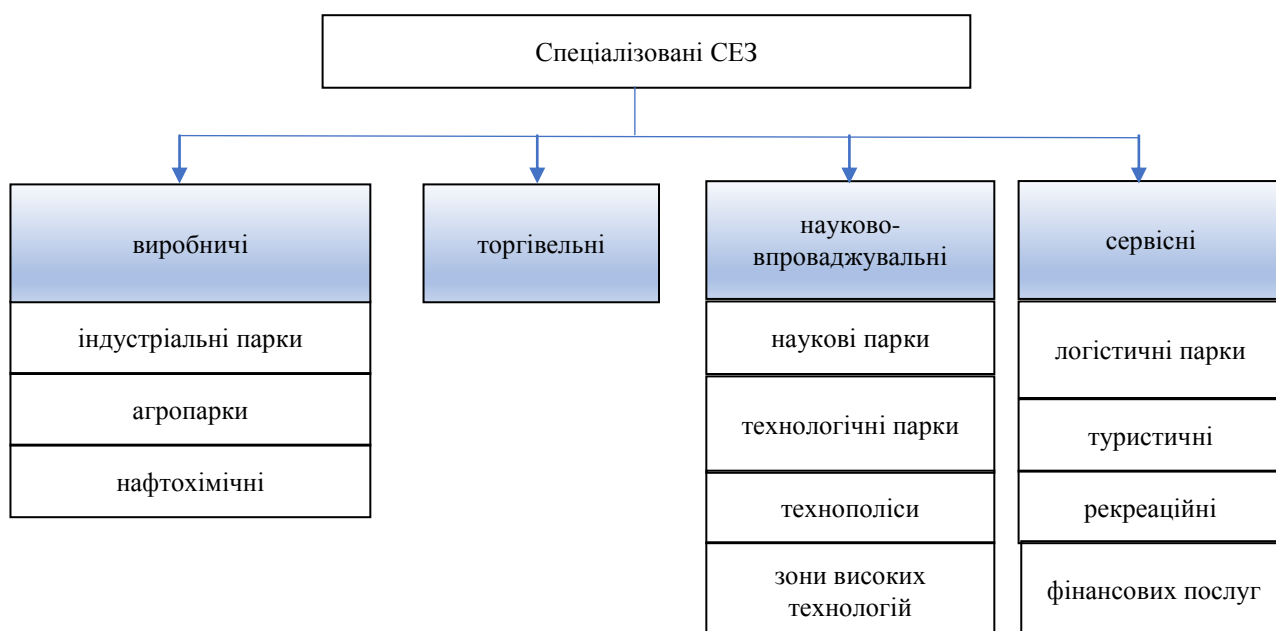 Спеціалізовані СЕЗ
виробничі
індустріальні парки
агропарки
нафтохімічні
торгівельні
науково-
впроваджувальні
наукові парки
технологічні парки
технополіси
зони високих
технологій
сервісні
логістичні парки
туристичні
рекреаційні
фінансових послуг